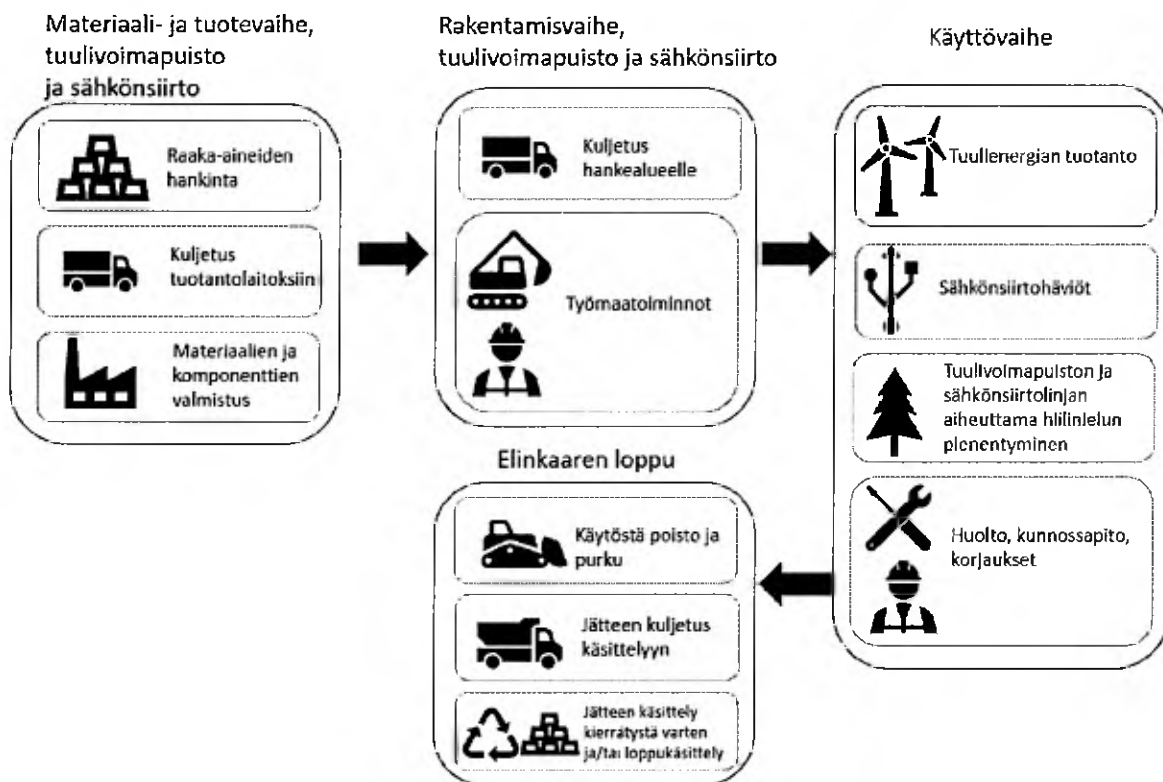 Materiaali- ja tuotevaihe,
tuulivoimapuisto
ja sähkönsiirto
Raaka-aineiden
hankinta
Kuljetus
tuotantolaitoksiin
Materiaalien ja
komponenttien
valmistus
Rakentamisvaihe,
tuulivoimapuisto ja sähkönsiirto
Kuljetus
hankealueelle
Työmaatoiminnot
Käyttövaihe
Tuulienergian tuotanto
Sähkönsiirtohäviöt
Tuulivoimapuiston ja
sähkönsiirtolinjan
aiheuttama hiilinielun
pienentyminen
Huolto, kunnossapito,
korjaukset
Elinkaaren loppu
Käytöstä poisto ja
purku
Jätteen kuljetus
käsittelyyn
Jätteen käsittely
kierrätystä varten
ja/tai loppukäsittely